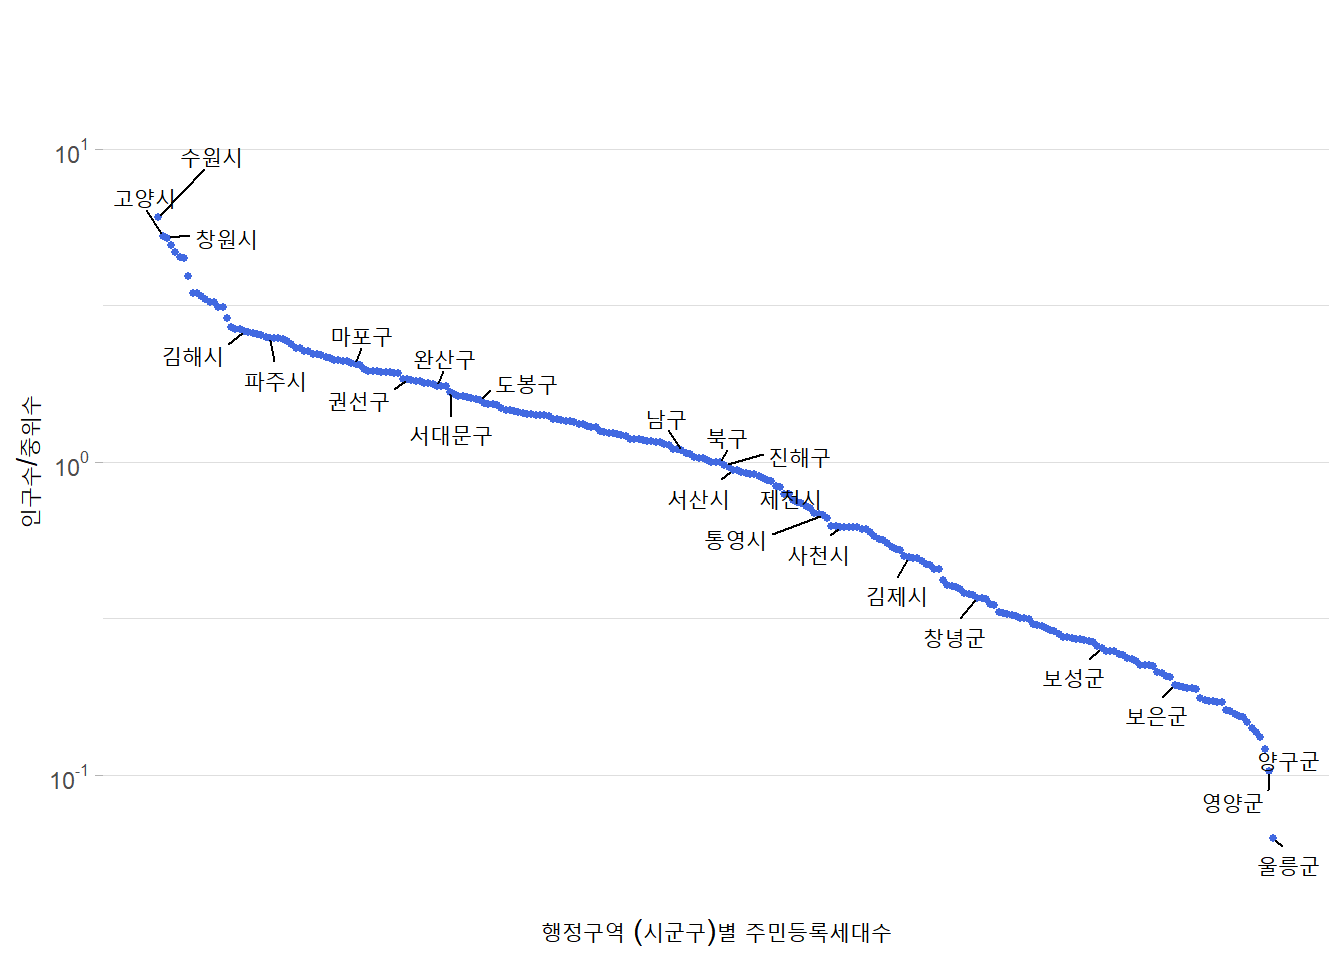 10¹
수원시
고양시
창원시
김해시
마포구
파주시
완산구
권선구
도봉구
서대문구
남구
북구
진해구
인구수/중위수
10⁰
서산시
제천시
통영시
사천시
김제시
창녕군
보성군
보은군
양구군
10⁻¹
영양군
울릉군
행정구역 (시군구)별 주민등록세대수